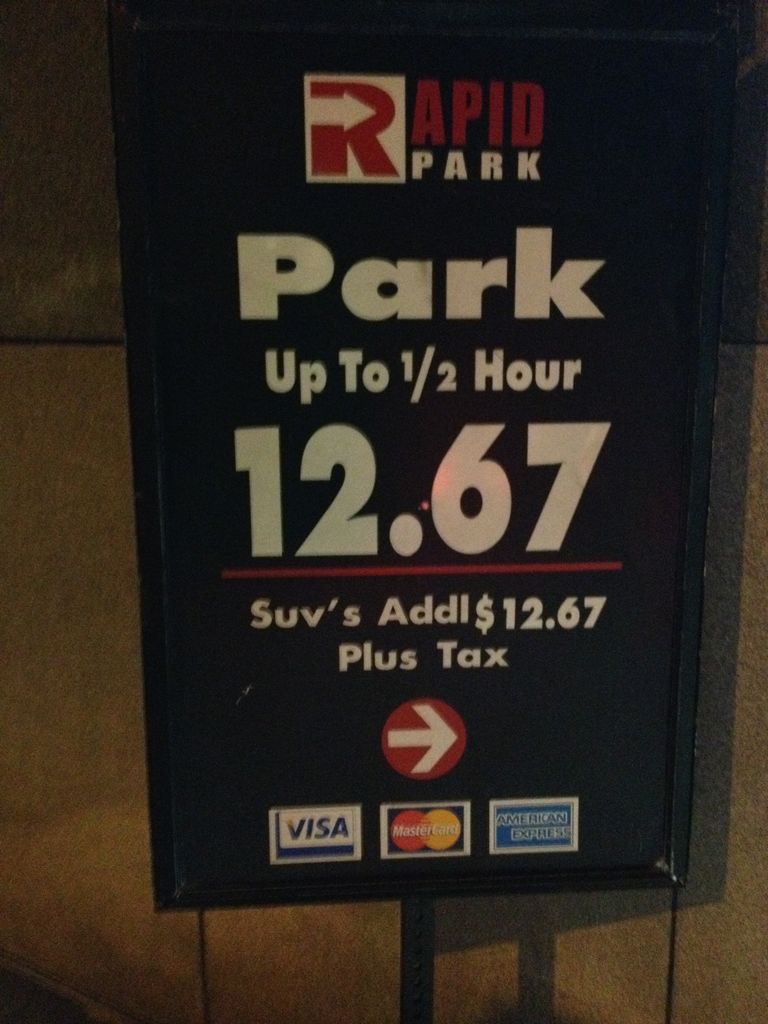 RAPID
PARK
Park
Up To 1/2 Hour
12.67
Suv's Addl $12.67
Plus Tax
VISA
MasterCard
AMERICAN
EXPRESS